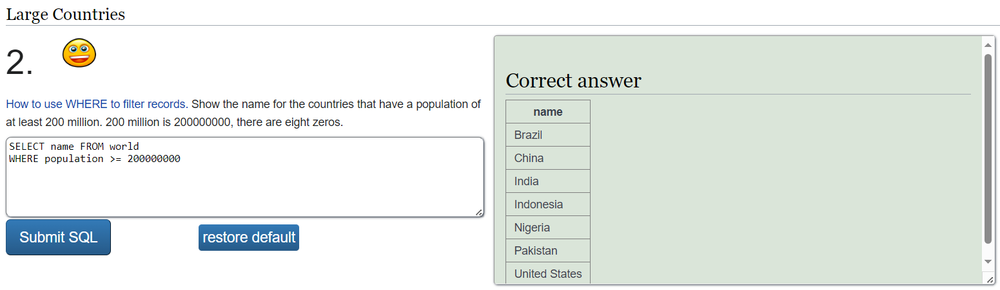 Large Countries
2.
How to use WHERE to filter records. Show the name for the countries that have a population of
at least 200 million. 200 million is 200000000, there are eight zeros.
SELECT name FROM world
WHERE population >= 200000000
Submit SQL
restore default
Correct answer
name
Brazil
China
India
Indonesia
Nigeria
Pakistan
United States